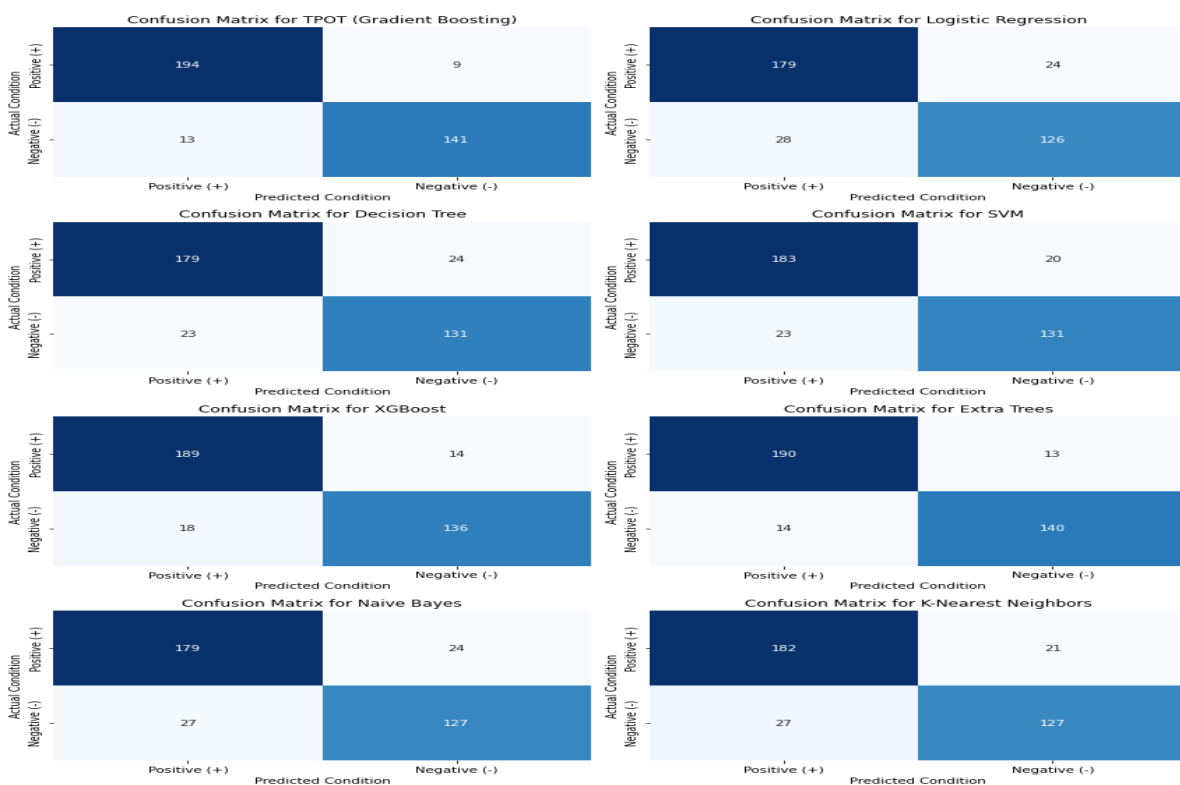 Confusion Matrix for TPOT (Gradient Boosting)
Actual Condition
Positive (+)
Negative (-)
194
9
13
141
Positive (+)
Negative (-)
Predicted Condition
Confusion Matrix for Logistic Regression
Actual Condition
Positive (+)
Negative (-)
179
24
28
126
Positive (+)
Negative (-)
Predicted Condition
Confusion Matrix for Decision Tree
Actual Condition
Positive (+)
Negative (-)
179
24
23
131
Positive (+)
Negative (-)
Predicted Condition
Confusion Matrix for SVM
Actual Condition
Positive (+)
Negative (-)
183
20
23
131
Positive (+)
Negative (-)
Predicted Condition
Confusion Matrix for XGBoost
Actual Condition
Positive (+)
Negative (-)
189
14
18
136
Positive (+)
Negative (-)
Predicted Condition
Confusion Matrix for Extra Trees
Actual Condition
Positive (+)
Negative (-)
190
13
14
140
Positive (+)
Negative (-)
Predicted Condition
Confusion Matrix for Naive Bayes
Actual Condition
Positive (+)
Negative (-)
179
24
27
127
Positive (+)
Negative (-)
Predicted Condition
Confusion Matrix for K-Nearest Neighbors
Actual Condition
Positive (+)
Negative (-)
182
21
27
127
Positive (+)
Negative (-)
Predicted Condition